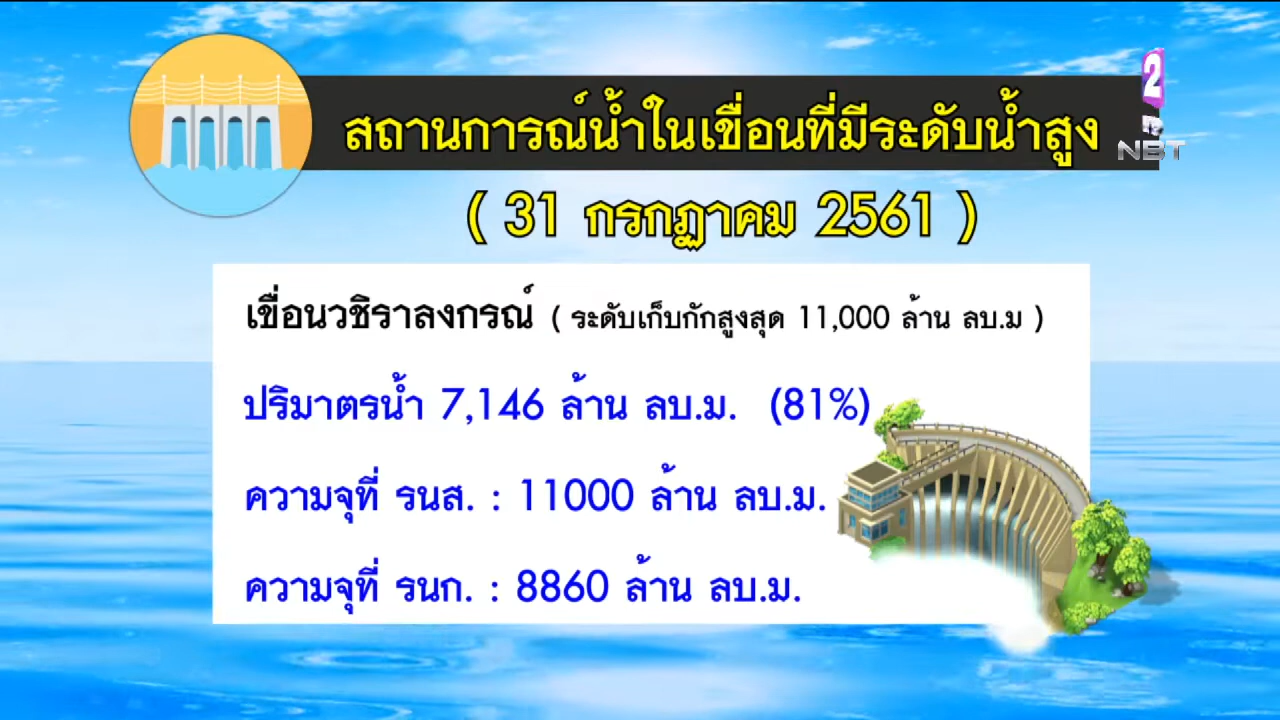 สถานการณ์น้ำในเขื่อนที่มีระดับน้ำสูง
2
NBT
( 31 กรกฎาคม 2561 )
เขื่อนวชิราลงกรณ์ ( ระดับเก็บกักสูงสุด 11,000 ล้าน ลบ.ม )
ปริมาตรน้ำ 7,146 ล้าน ลบ.ม. (81%)
ความจุที่ รนส. : 11000 ล้าน ลบ.ม.
ความจุที่ รนก. : 8860 ล้าน ลบ.ม.